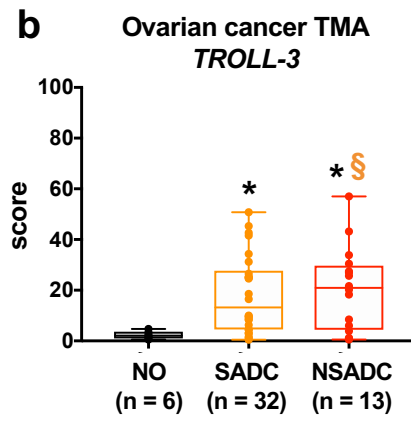 b
Ovarian cancer TMA
TROLL-3
score
100
80
60
40
20
0
* * §
NO SADC NSADC
(n = 6) (n = 32) (n = 13)